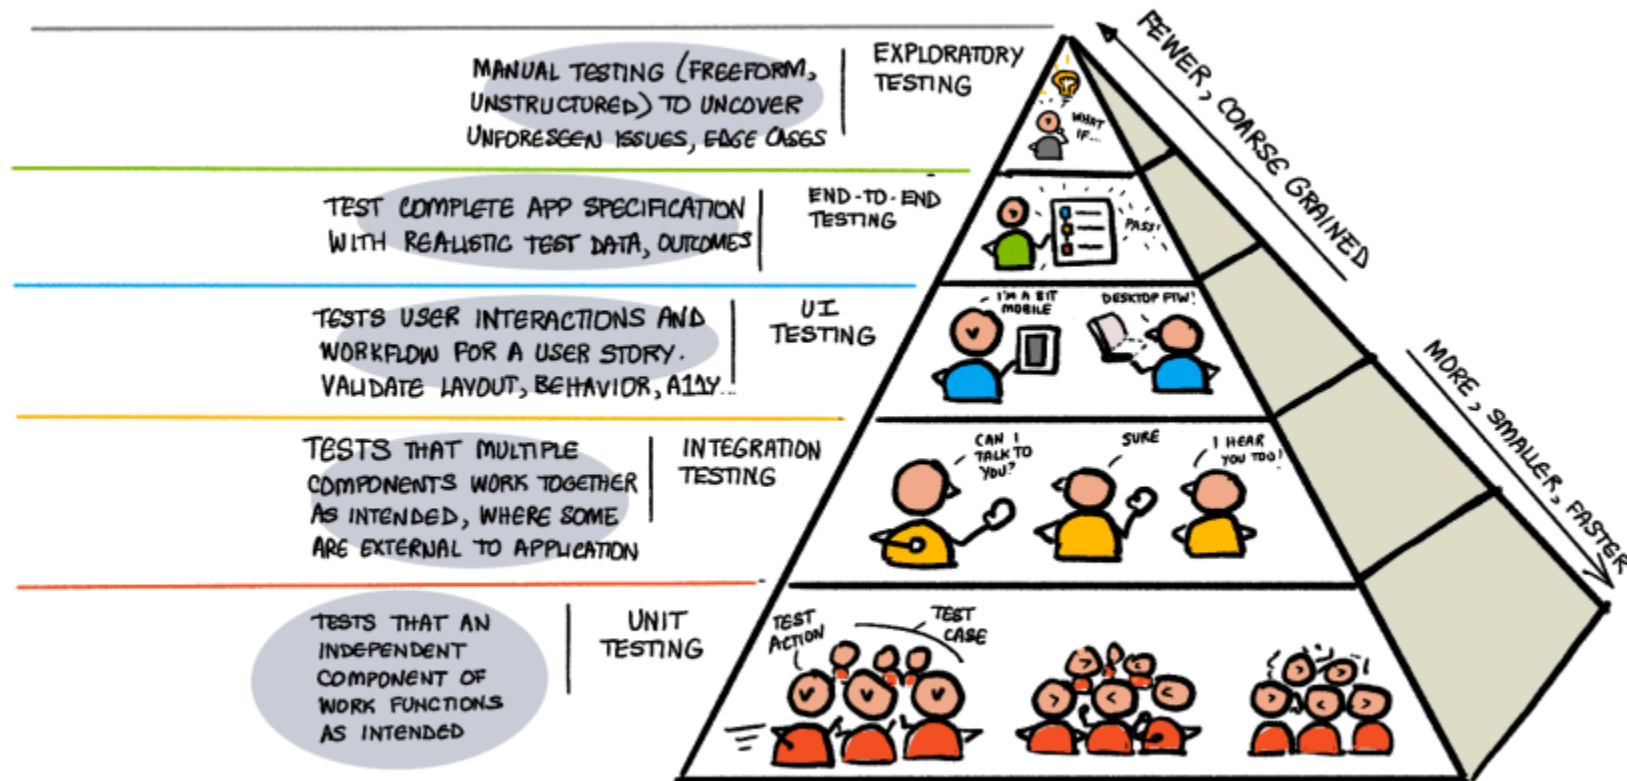 MANUAL TESTING (FREEFORM,
UNSTRUCTURED) TO UNCOVER
UNFORESEEN ISSUES, EDGE CASES
EXPLORATORY
TESTING
WHAT
IF...
FEWER, COARSE GRAINED
TEST COMPLETE APP SPECIFICATION
WITH REALISTIC TEST DATA, OUTCOMES
END-TO-END
TESTING
PASS!
TESTS USER INTERACTIONS AND
WORKFLOW FOR A USER STORY.
VALIDATE LAYOUT, BEHAVIOR, A11Y...
UI
TESTING
I'M A BIT
MOBILE
DESKTOP FTW!
MORE, SMALLER, FASTER
TESTS THAT MULTIPLE
COMPONENTS WORK TOGETHER
AS INTENDED, WHERE SOME
ARE EXTERNAL TO APPLICATION
INTEGRATION
TESTING
CAN I
TALK TO
YOU?
SURE
I HEAR
YOU TOO!
TESTS THAT AN
INDEPENDENT
COMPONENT OF
WORK FUNCTIONS
AS INTENDED
UNIT
TESTING
TEST
ACTION
TEST
CASE